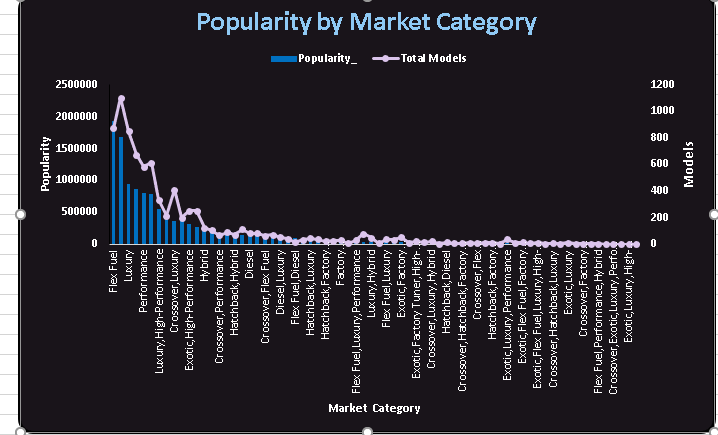 Popularity by Market Category
Popularity_
Total Models
2500000
2000000
1500000
1000000
500000
0
Popularity
1200
1000
800
600
400
200
0
Models
Flex Fuel
Luxury
Performance
Luxury,High-Performance
Crossover,Luxury
Exotic,High-Performance
Hybrid
Crossover,Performance
Hatchback,Hybrid
Diesel
Crossover,Flex Fuel
Diesel,Luxury
Flex Fuel,Diesel
Hatchback,Luxury
Hatchback,Factory
Factory
Flex Fuel,Luxury,Performance
Luxury,Hybrid
Flex Fuel,Luxury
Exotic,Factory
Exotic,Factory Tuner,High-
Crossover,Luxury,Hybrid
Hatchback,Diesel
Crossover,Hatchback,Factory
Crossover,Flex
Hatchback,Factory
Exotic,Luxury,Performance
Exotic,Flex Fuel,Factory
Exotic,Flex Fuel,Luxury,High-
Crossover,Hatchback,Luxury
Exotic,Luxury
Crossover,Factory
Flex Fuel,Performance,Hybrid
Crossover,Exotic,Luxury,Perfo…
Exotic,Luxury,High-
Market Category